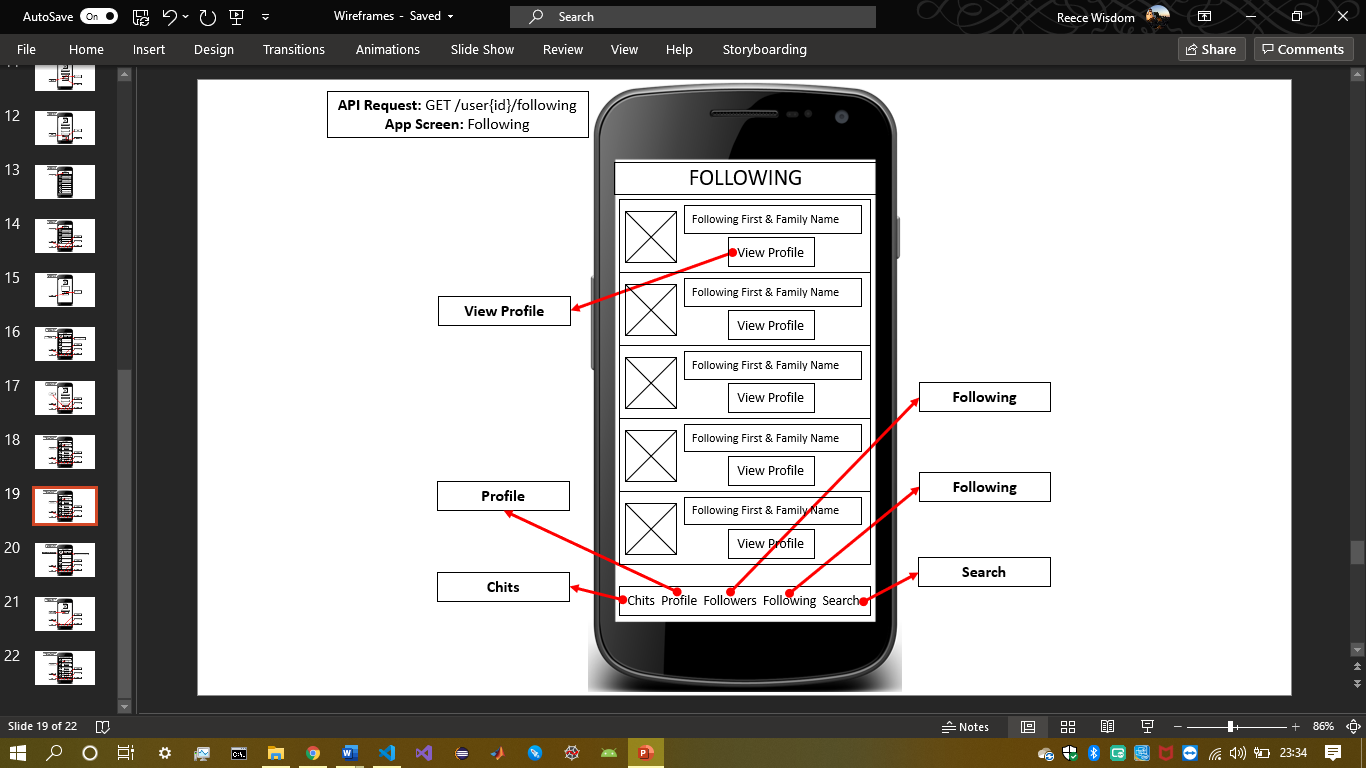 AutoSave On Wireframes - Saved Search Reece Wisdom
File Home Insert Design Transitions Animations Slide Show Review View Help Storyboarding Share Comments
12
13
14
15
16
17
18
19
20
21
22
API Request: GET /user{id}/following
App Screen: Following
FOLLOWING
Following First & Family Name
View Profile
Following First & Family Name
View Profile
Following First & Family Name
View Profile
Following First & Family Name
View Profile
Following First & Family Name
View Profile
Chits Profile Followers Following Search
View Profile
Profile
Chits
Following
Following
Search
Slide 19 of 22 Notes 86%
23:34